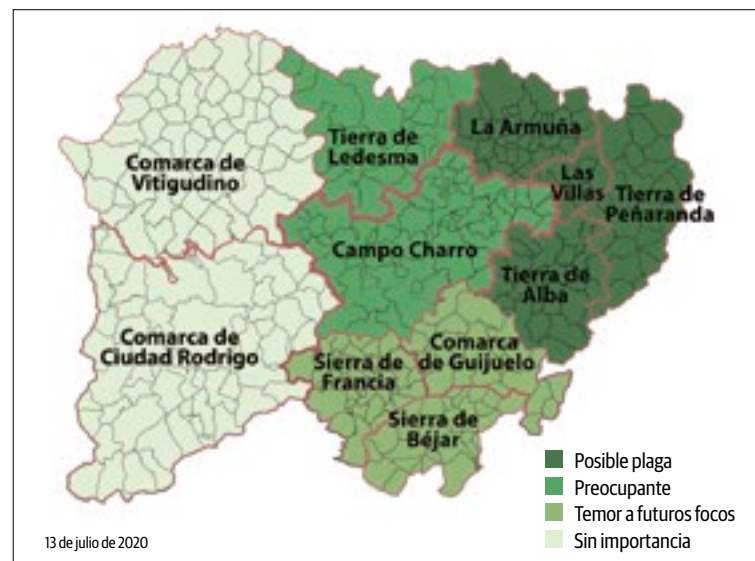 La Armuña
Tierra de
Ledesma
Comarca de
Vitigudino
Las
Villas
Tierra de
Peñaranda
Campo Charro
Tierra de
Alba
Comarca de
Ciudad Rodrigo
Sierra de
Francia
Comarca
de Guijuelo
Sierra de
Béjar
Posible plaga
Preocupante
Temor a futuros focos
Sin importancia
13 de julio de 2020